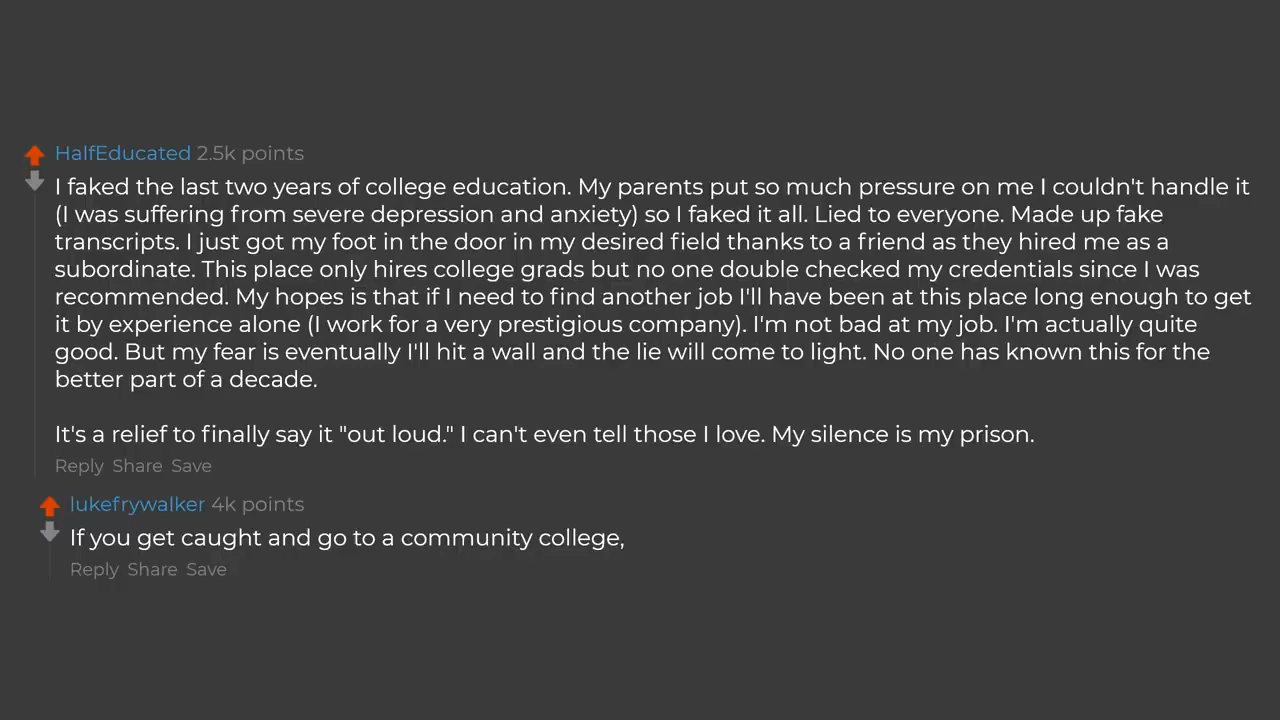 HalfEducated 2.5k points
I faked the last two years of college education. My parents put so much pressure on me I couldn't handle it
(I was suffering from severe depression and anxiety) so I faked it all. Lied to everyone. Made up fake
transcripts. I just got my foot in the door in my desired field thanks to a friend as they hired me as a
subordinate. This place only hires college grads but no one double checked my credentials since I was
recommended. My hopes is that if I need to find another job I'll have been at this place long enough to get
it by experience alone (I work for a very prestigious company). I'm not bad at my job. I'm actually quite
good. But my fear is eventually I'll hit a wall and the lie will come to light. No one has known this for the
better part of a decade.
It's a relief to finally say it "out loud." I can't even tell those I love. My silence is my prison.
Reply Share Save
lukefrywalker 4k points
If you get caught and go to a community college,
Reply Share Save